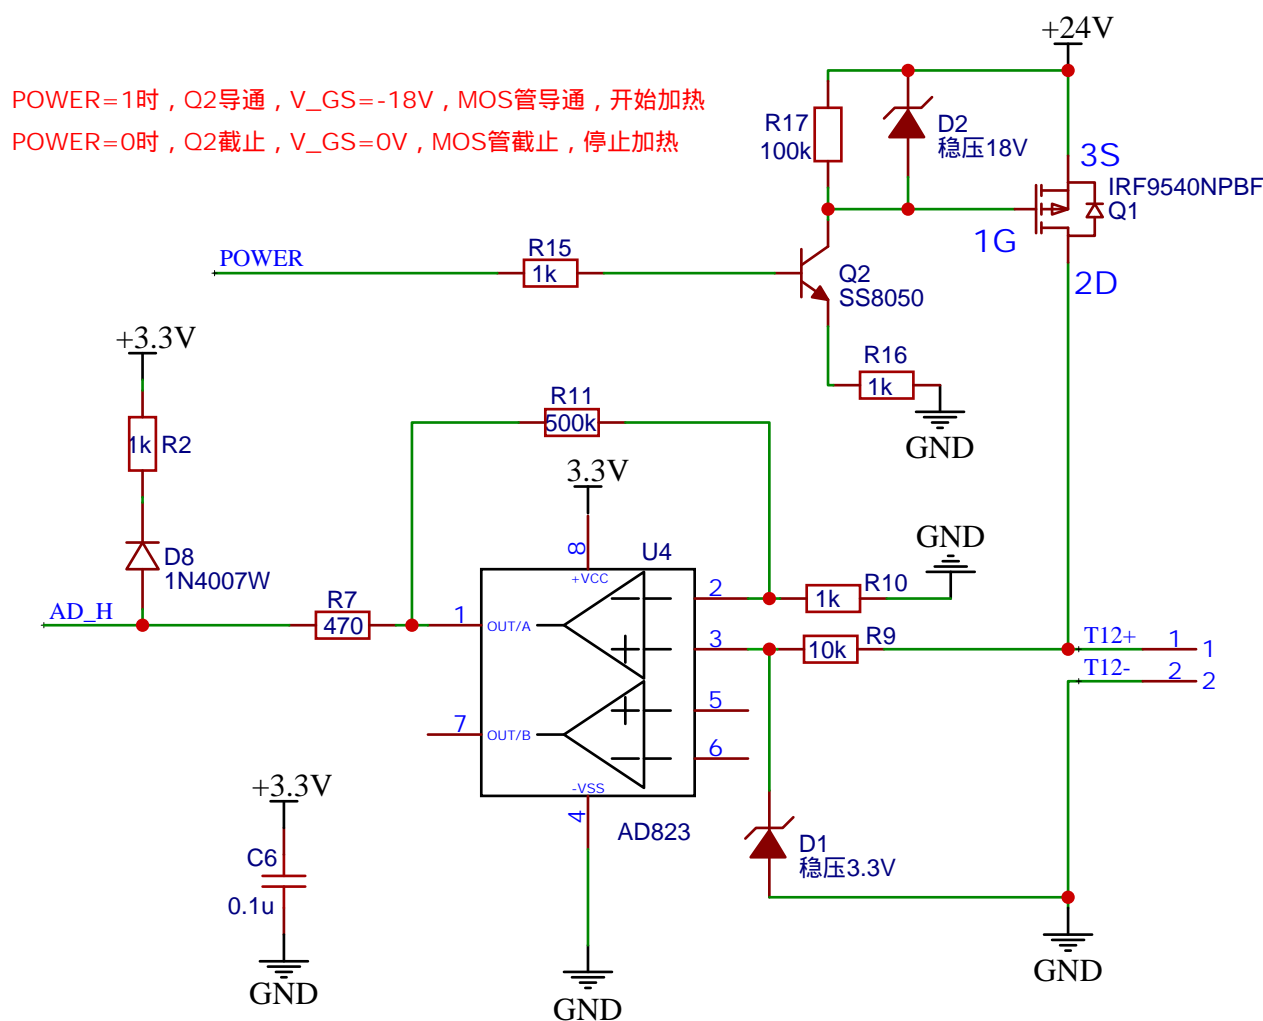 +24V
POWER=1时，Q2导通，V_GS=-18V，MOS管导通，开始加热
POWER=0时，Q2截止，V_GS=0V，MOS管截止，停止加热
R17
100k
D2
稳压18V
3S
IRF9540NPBF
Q1
1G
2D
POWER
R15
1k
Q2
SS8050
+3.3V
R16
1k
GND
R11
500k
1k R2
3.3V
GND
D8
1N4007W
8
U4
+VCC
2
R10
1k
AD_H
R7
470
1
OUT/A
3
R9
10k
T12+
1
1
T12-
2
2
5
7
OUT/B
6
-VSS
4
AD823
+3.3V
C6
0.1u
GND
D1
稳压3.3V
GND
GND